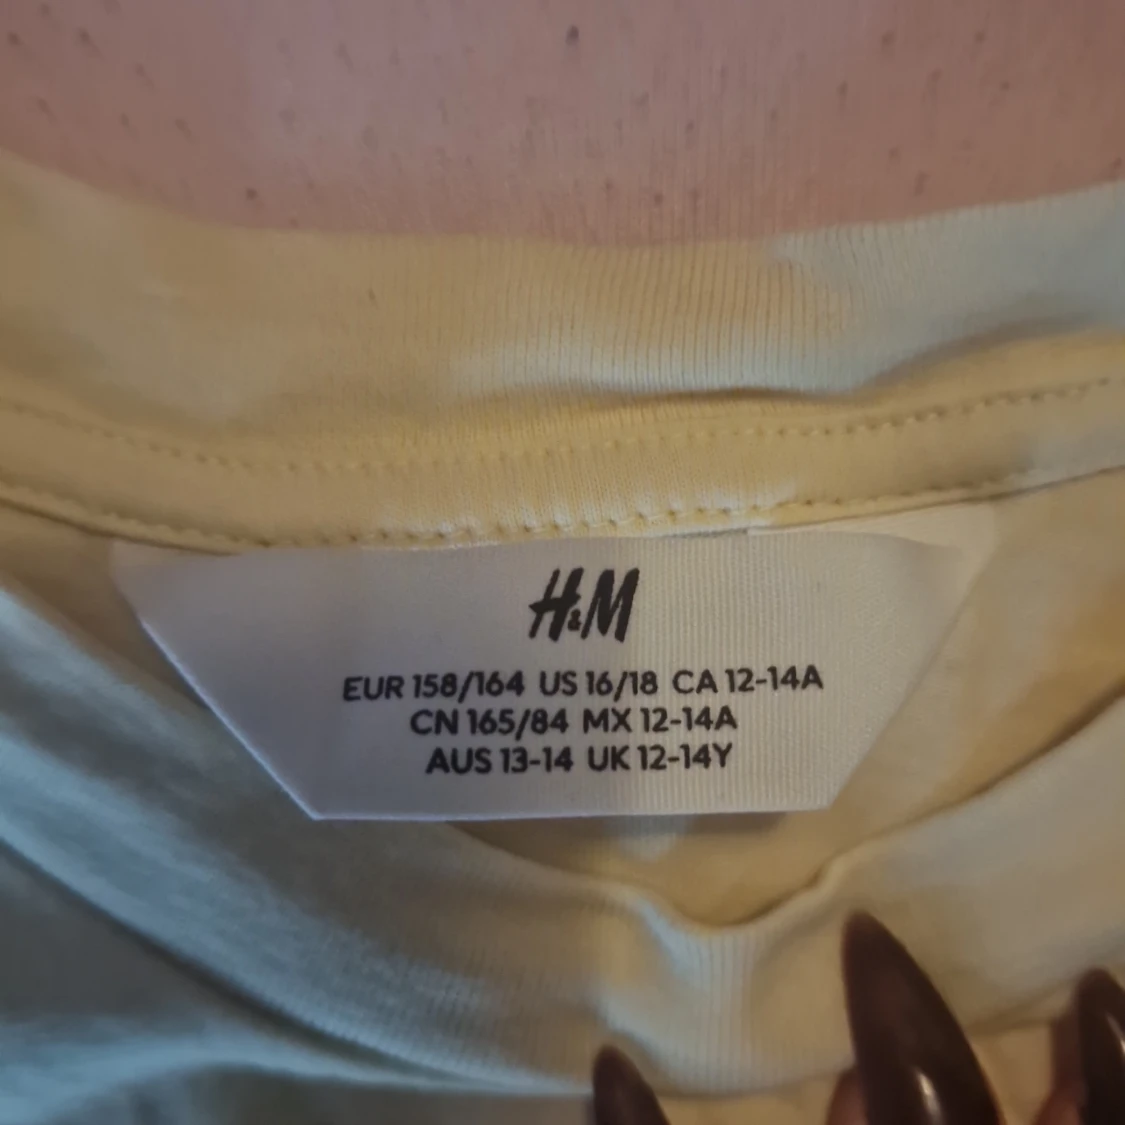 H&M
EUR 158/164 US 16/18 CA 12-14A
CN 165/84 MX 12-14A
AUS 13-14 UK 12-14Y